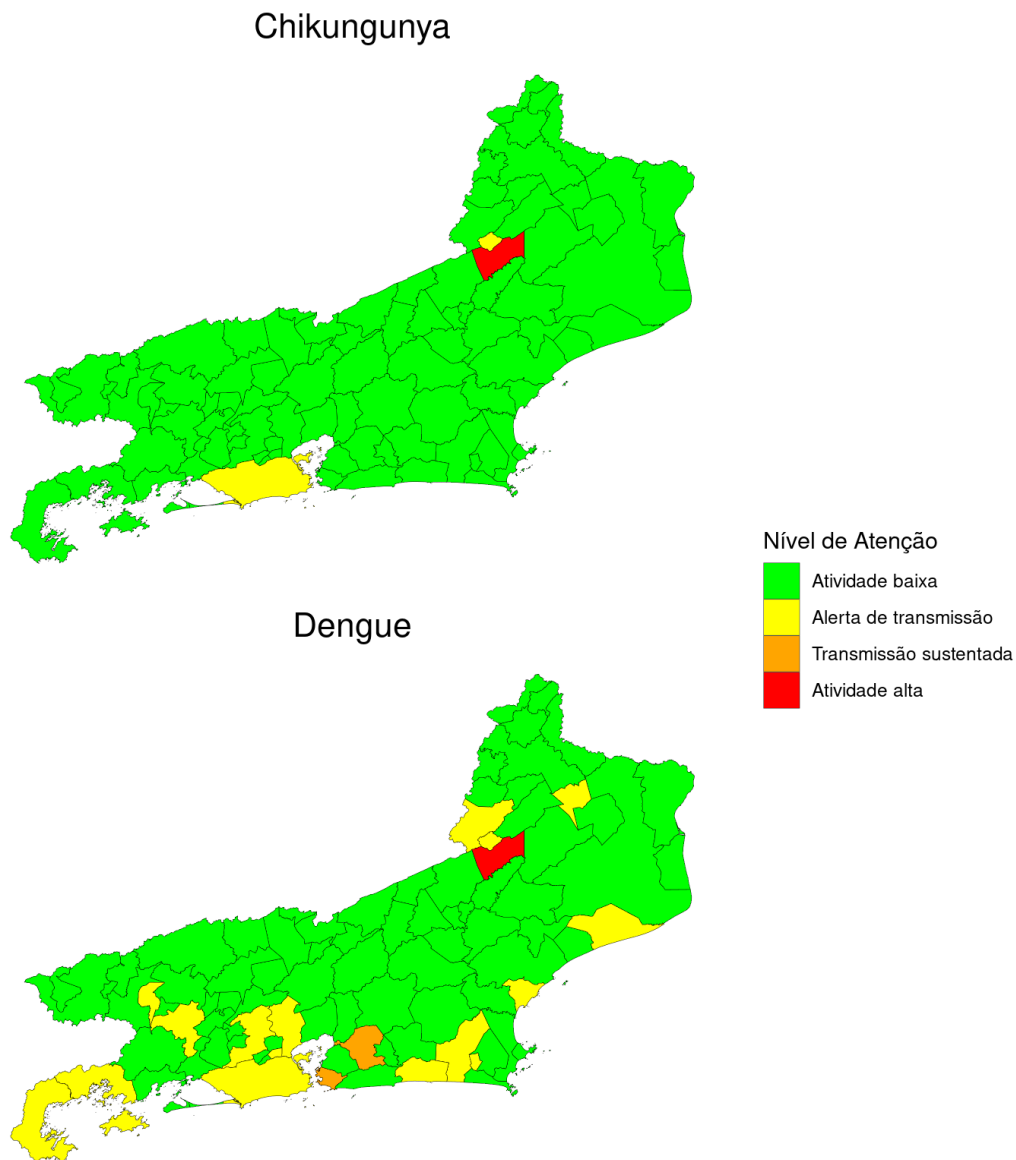 Chikungunya
Nível de Atenção
Atividade baixa
Alerta de transmissão
Transmissão sustentada
Atividade alta
Dengue